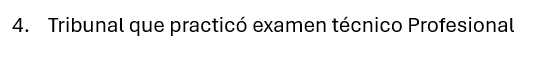 4. Tribunal que practicó examen técnico Profesional